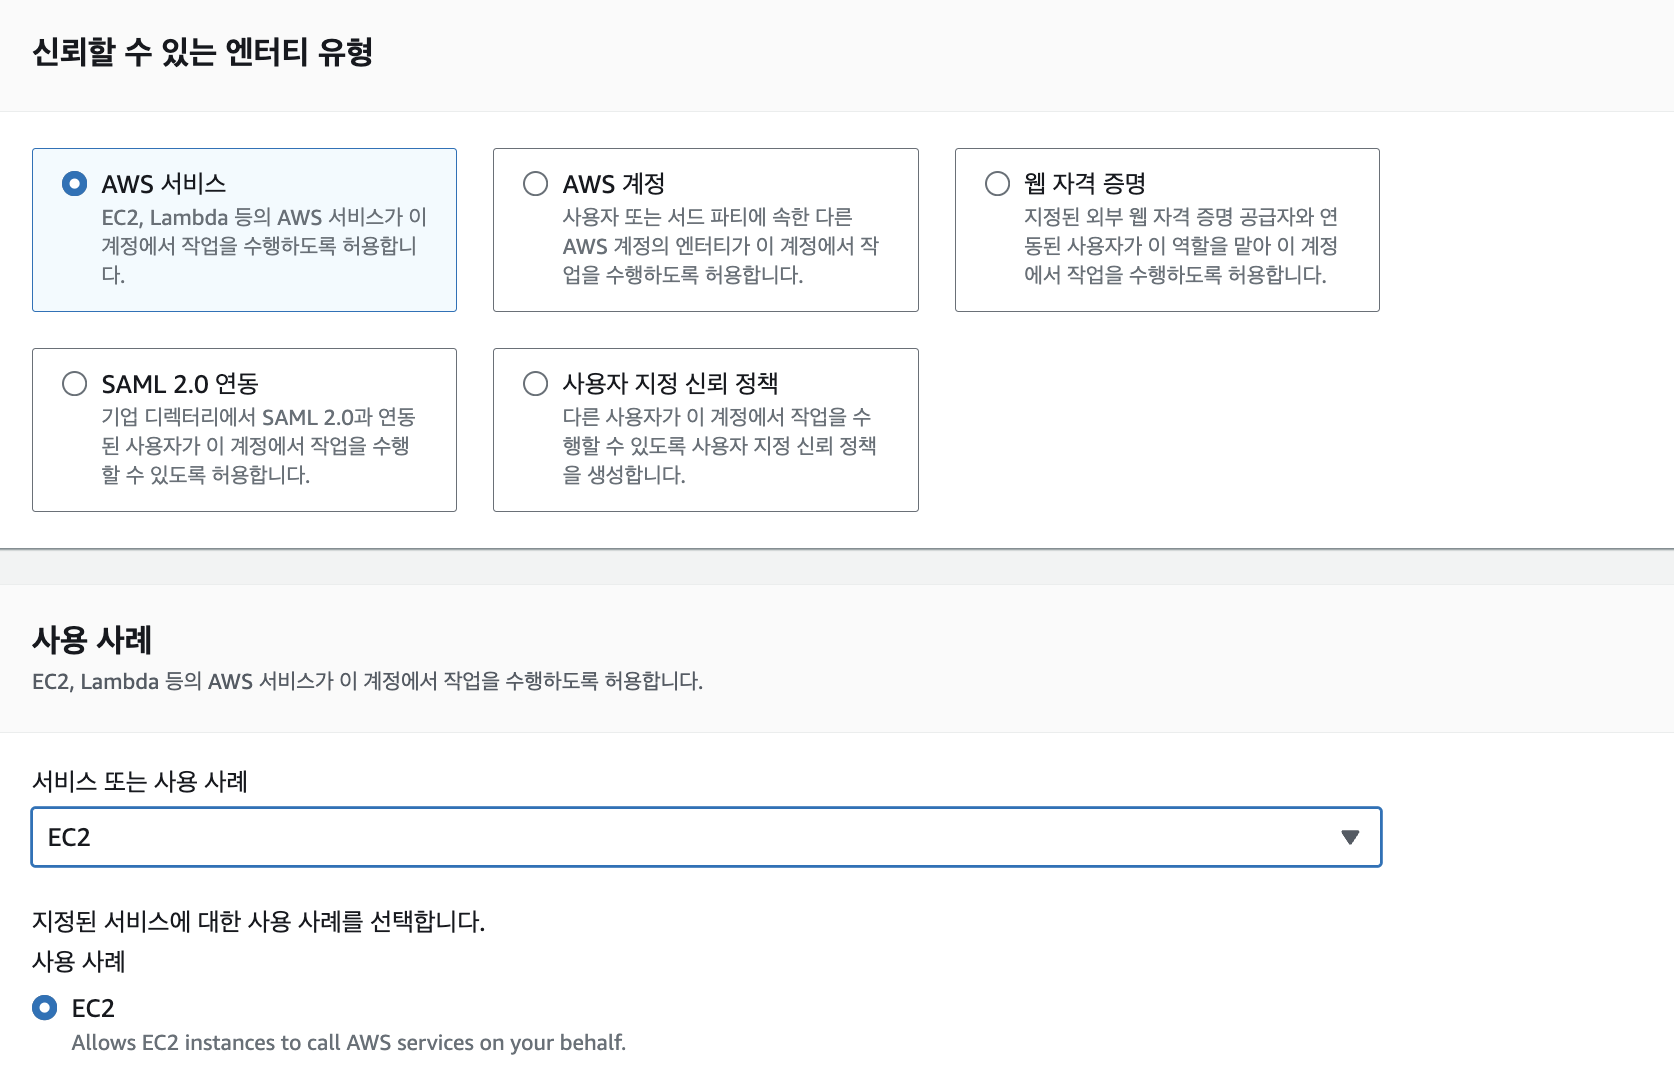 신뢰할 수 있는 엔터티 유형
AWS 서비스
EC2, Lambda 등의 AWS 서비스가 이
계정에서 작업을 수행하도록 허용합니
다.
AWS 계정
사용자 또는 서드 파티에 속한 다른
AWS 계정의 엔터티가 이 계정에서 작
업을 수행하도록 허용합니다.
웹 자격 증명
지정된 외부 웹 자격 증명 공급자와 연
동된 사용자가 이 역할을 맡아 이 계정
에서 작업을 수행하도록 허용합니다.
SAML 2.0 연동
기업 디렉터리에서 SAML 2.0과 연동
된 사용자가 이 계정에서 작업을 수행
할 수 있도록 허용합니다.
사용자 지정 신뢰 정책
다른 사용자가 이 계정에서 작업을 수
행할 수 있도록 사용자 지정 신뢰 정책
을 생성합니다.
사용 사례
EC2, Lambda 등의 AWS 서비스가 이 계정에서 작업을 수행하도록 허용합니다.
서비스 또는 사용 사례
EC2
지정된 서비스에 대한 사용 사례를 선택합니다.
사용 사례
EC2
Allows EC2 instances to call AWS services on your behalf.